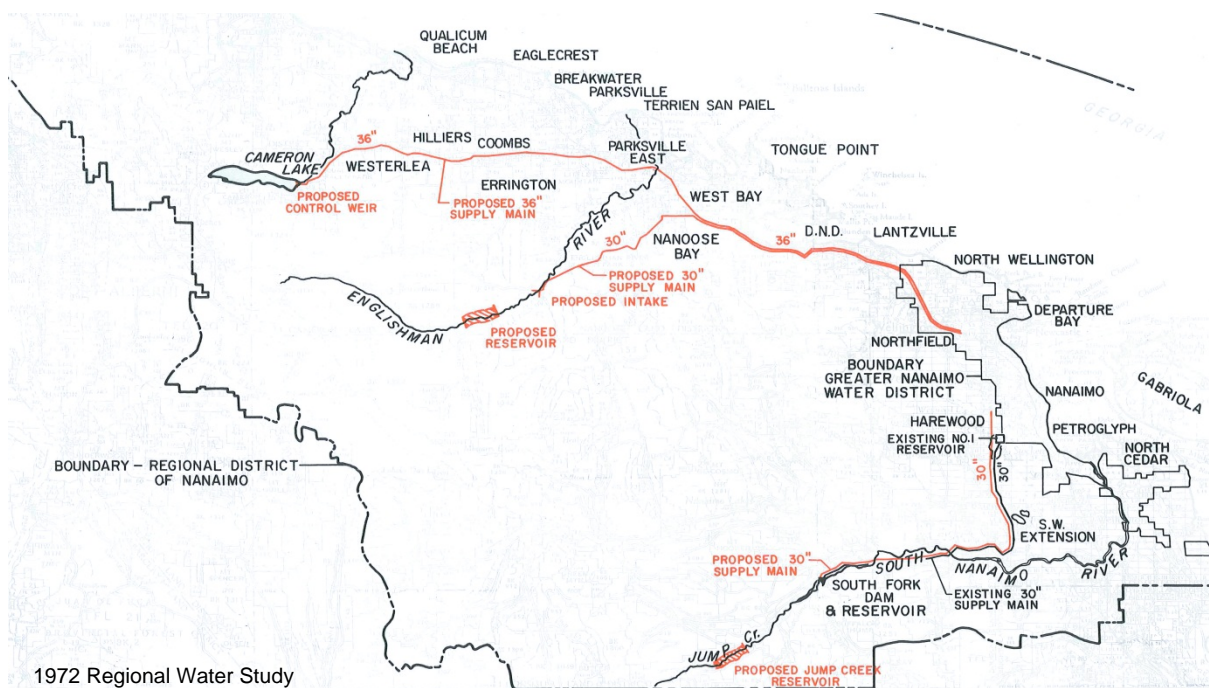 QUALICUM
BEACH
EAGLECREST
BREAKWATER
PARKSVILLE
TERRIEN SAN PAIEL
GEORGIA
36"
HILLIERS
COOMBS
PARKSVILLE
EAST
TONGUE POINT
CAMERON
LAKE
WESTERLEA
PROPOSED
CONTROL WEIR
ERRINGTON
PROPOSED 36"
SUPPLY MAIN
WEST BAY
RIVER
30"
NANOOSE
BAY
36"
D.N.D.
LANTZVILLE
NORTH WELLINGTON
PROPOSED 30"
SUPPLY MAIN
PROPOSED INTAKE
ENGLISHMAN
PROPOSED
RESERVOIR
DEPARTURE
BAY
NORTHFIELD
BOUNDARY
GREATER NANAIMO
WATER DISTRICT
NANAIMO
GABRIOLA
HAREWOOD
EXISTING NO.1
RESERVOIR
PETROGLYPH
NORTH
CEDAR
BOUNDARY – REGIONAL DISTRICT
OF NANAIMO
30"
30"
S.W.
EXTENSION
PROPOSED 30"
SUPPLY MAIN
SOUTH
NANAIMO
RIVER
SOUTH FORK
DAM
& RESERVOIR
EXISTING 30"
SUPPLY MAIN
JUMP Cr.
PROPOSED JUMP CREEK
RESERVOIR
1972 Regional Water Study